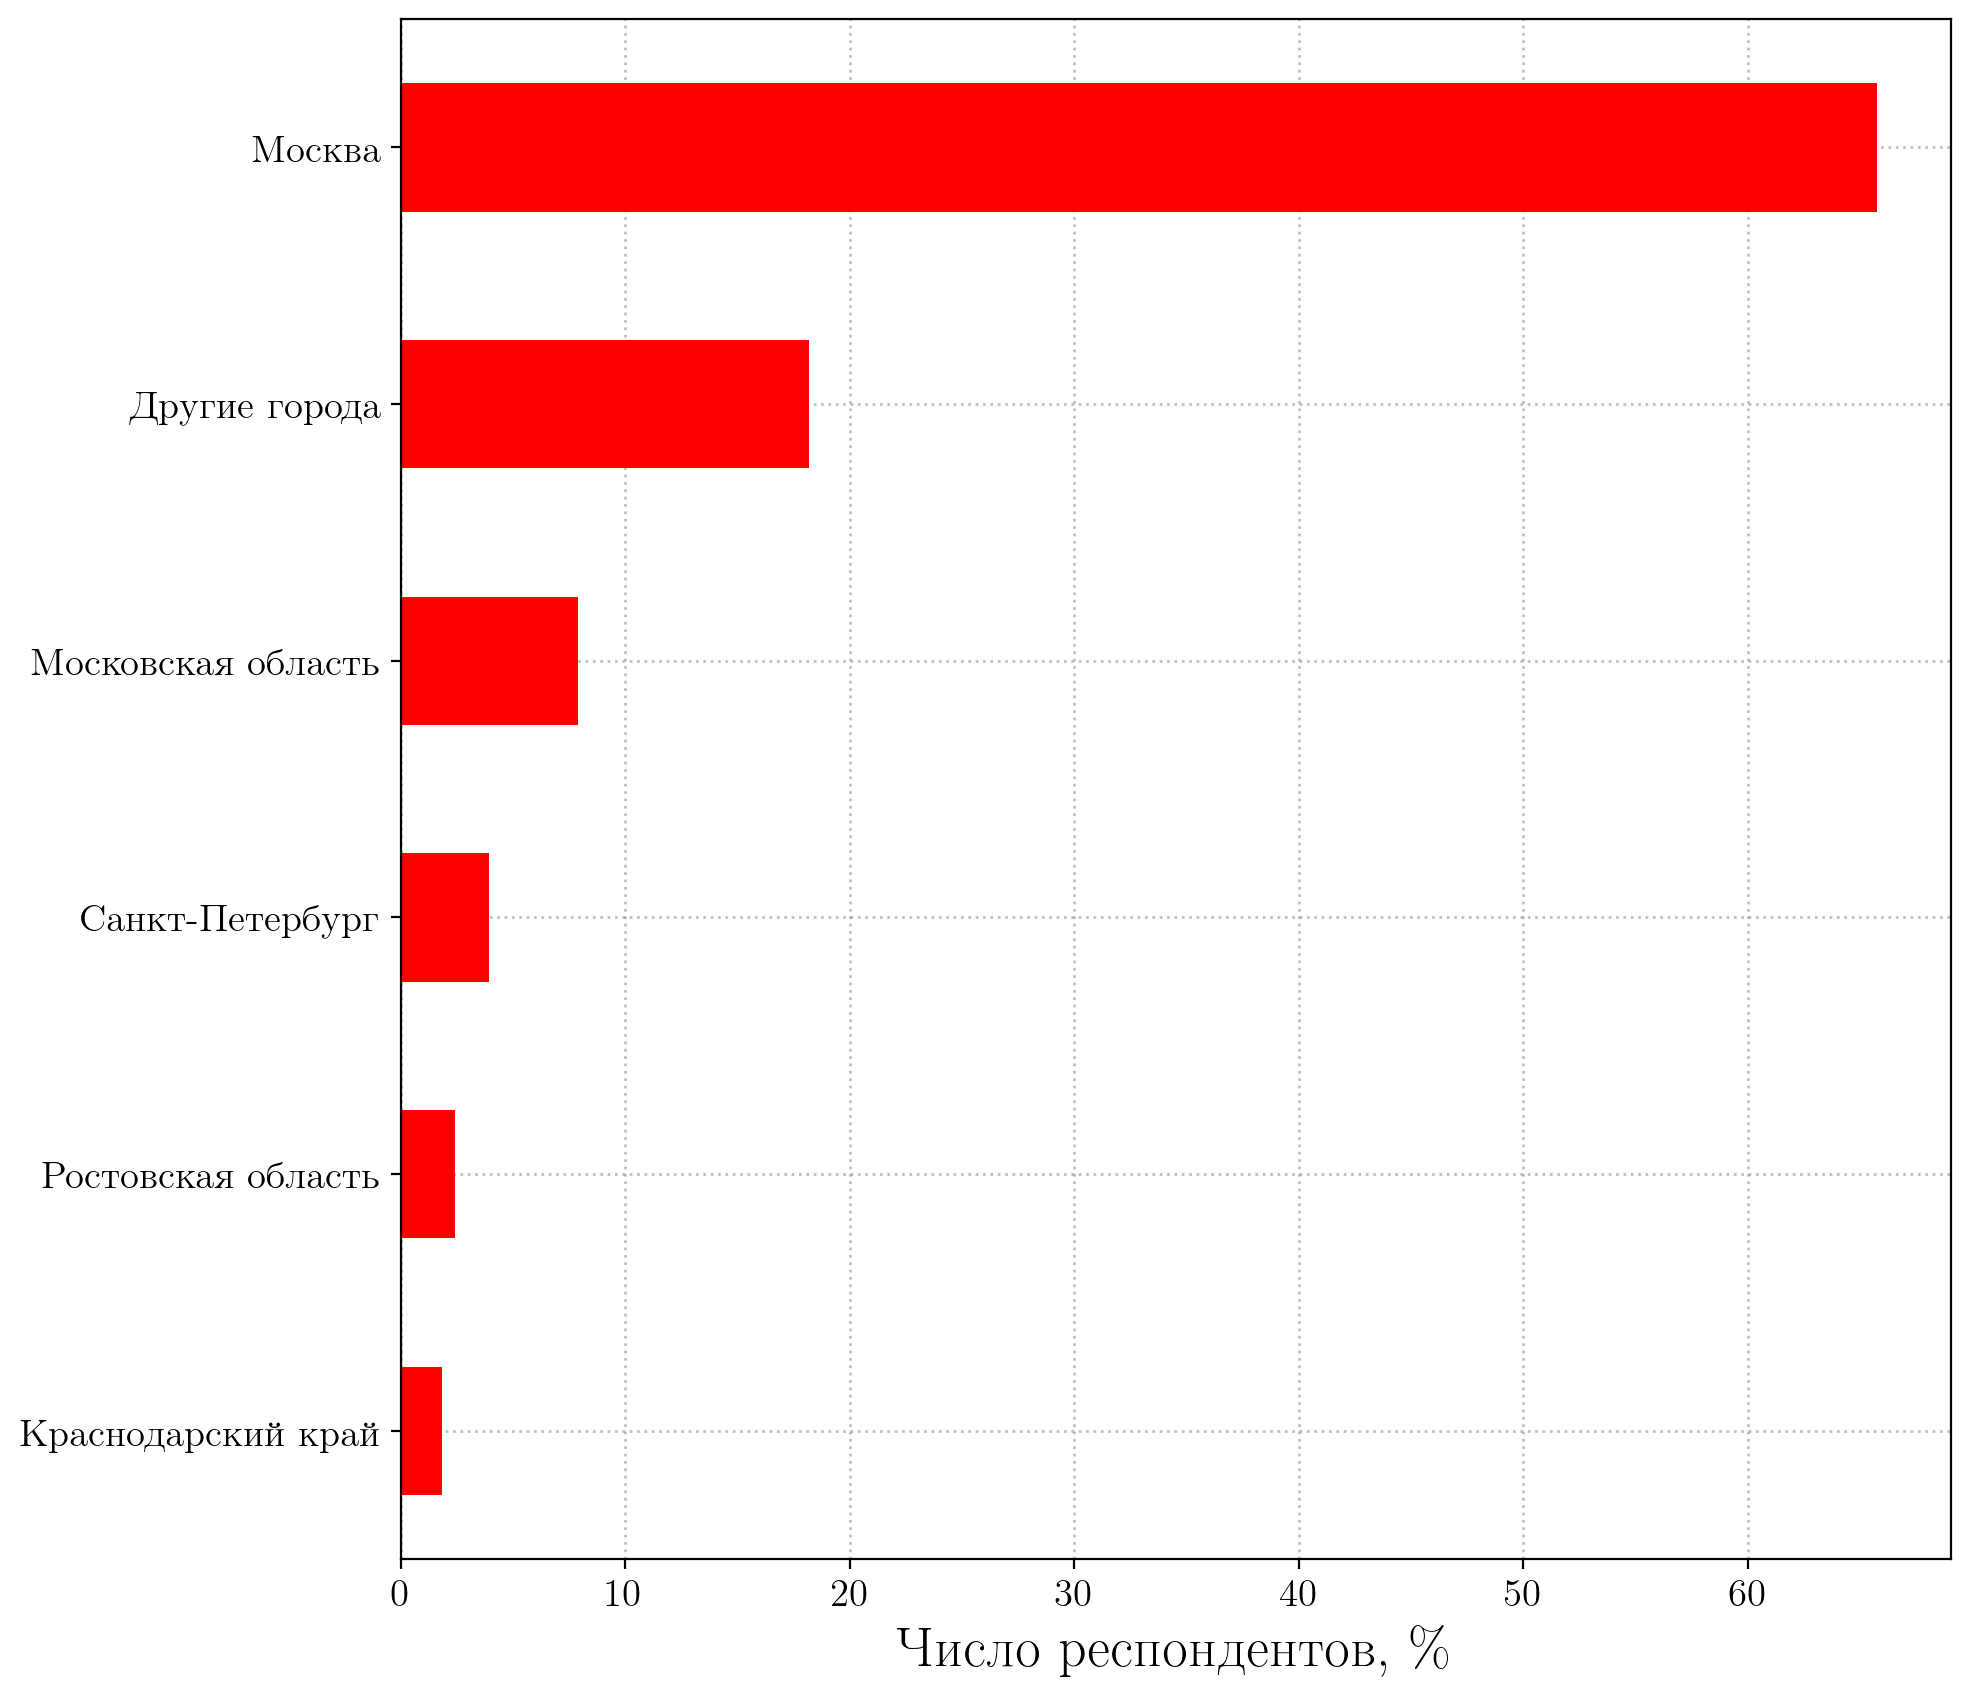 Москва
Другие города
Московская область
Санкт-Петербург
Ростовская область
Краснодарский край
0 10 20 30 40 50 60
Число респондентов, %